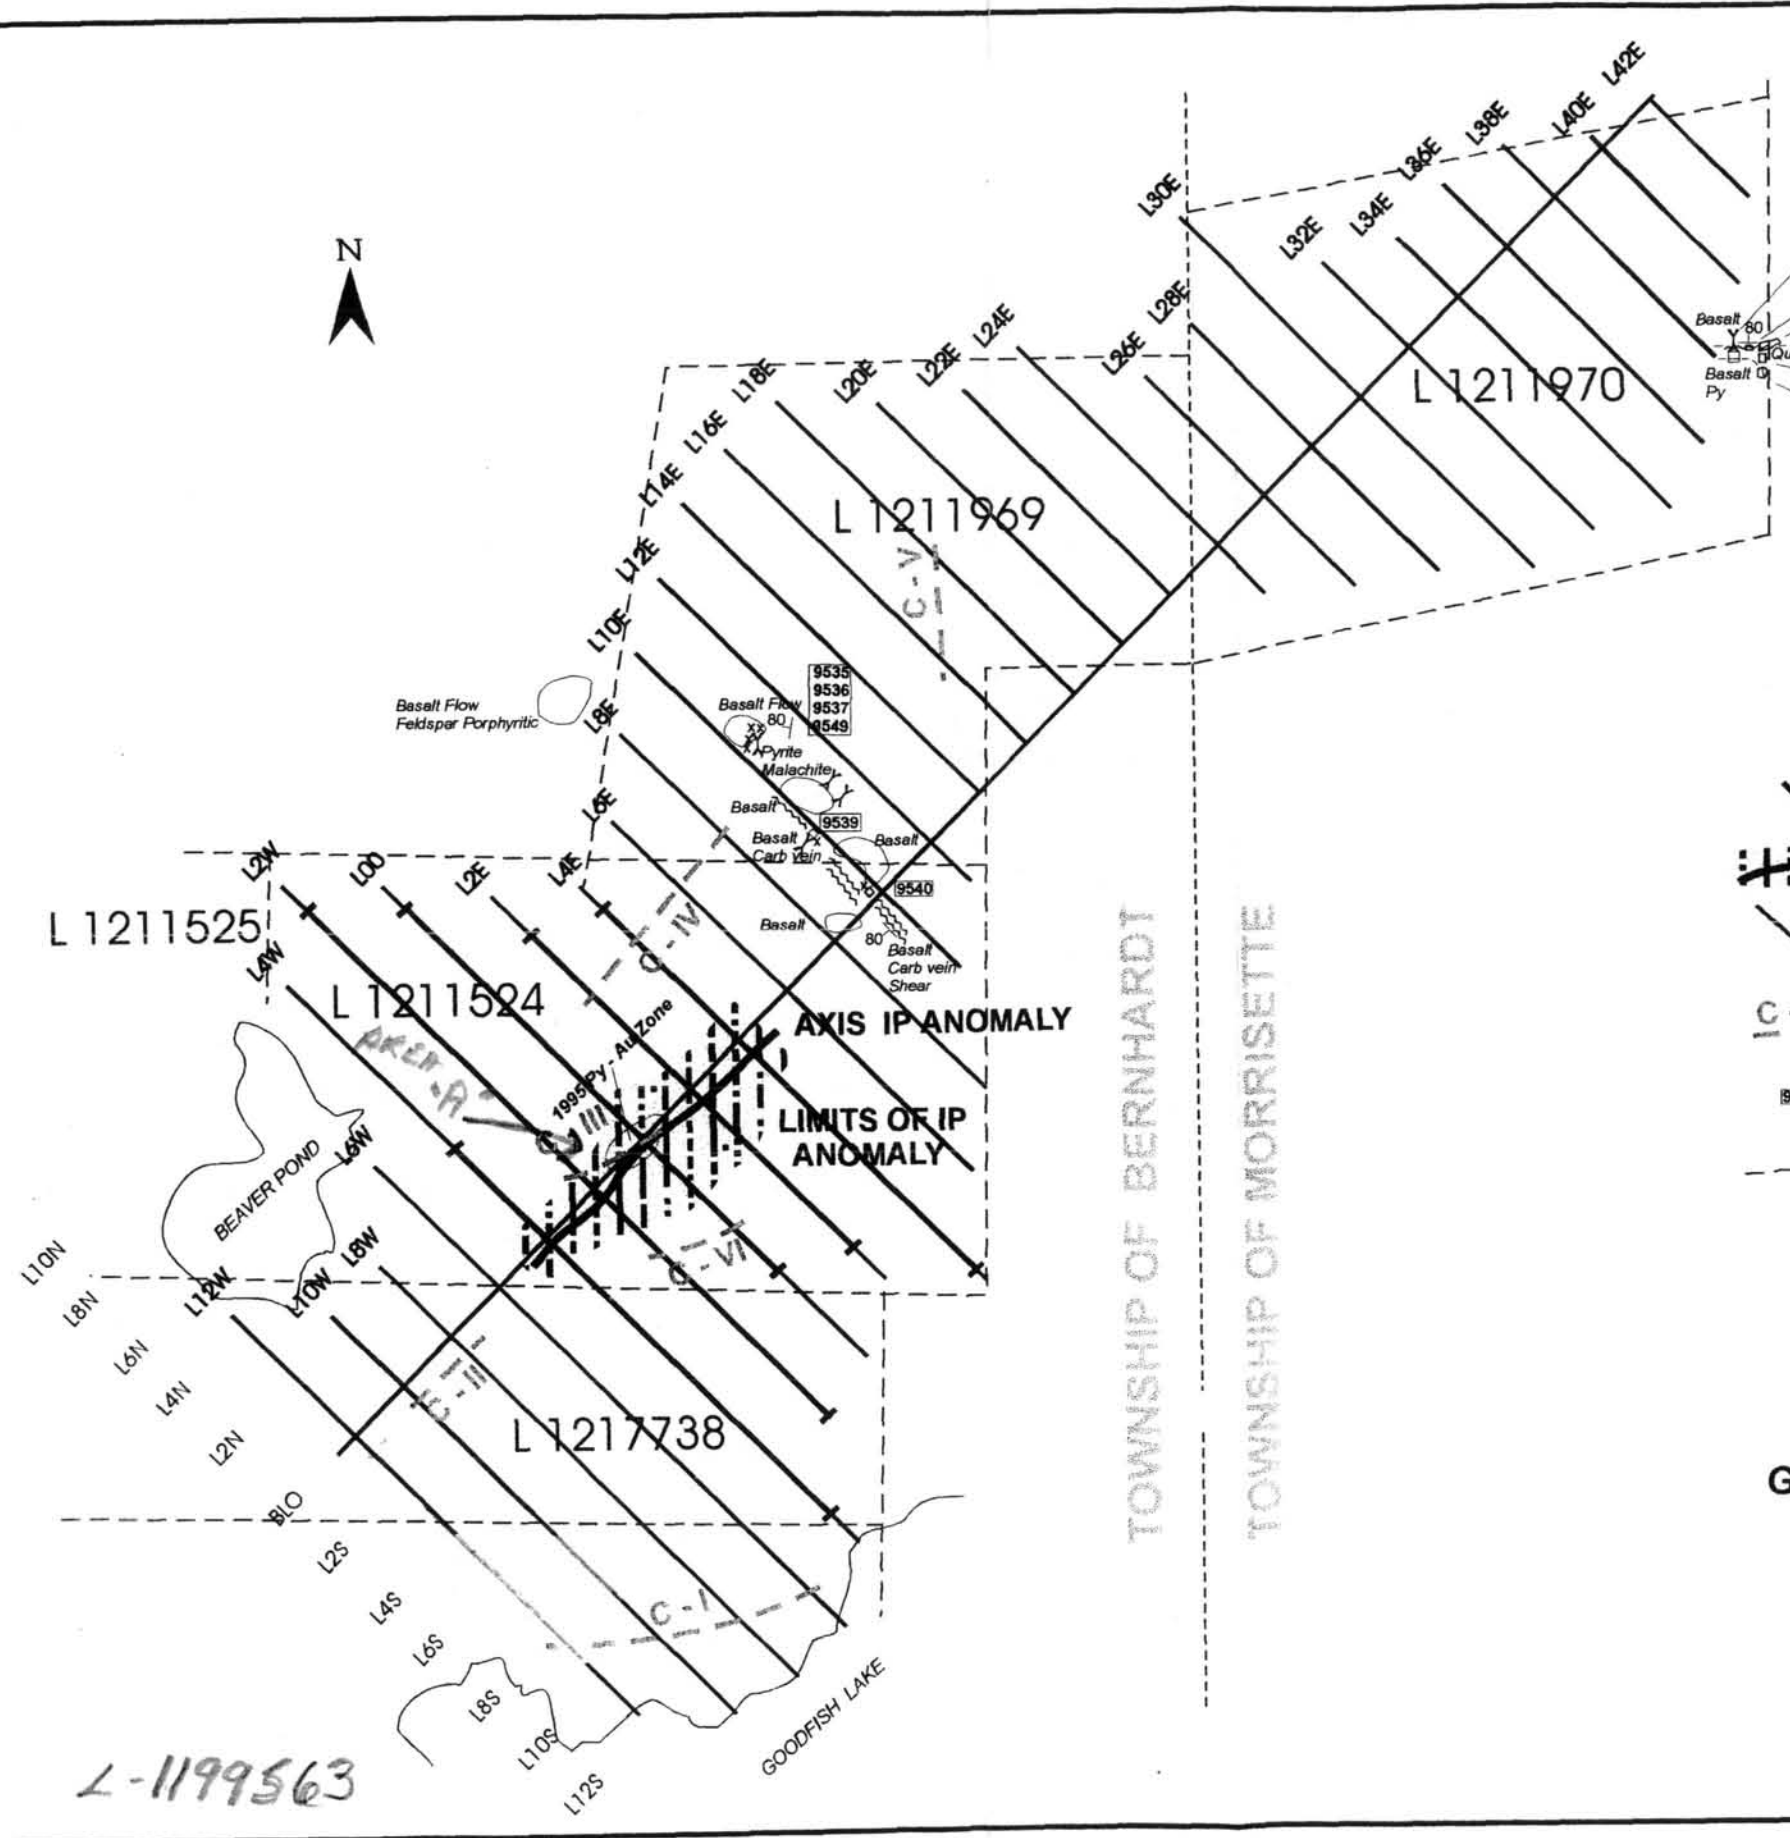 N
L42E
L40E
L38E
L36E
L34E
L32E
L30E
L28E
L26E
L24E
L22E
L20E
L18E
L16E
L14E
L12E
L10E
L8E
L6E
L4E
L2E
L00
L2W
L4W
L6W
L8W
L10W
L12W
Basalt
80
Basalt
Py
L 1211970
L 1211969
C - V
9535
9536
9537
9549
Basalt Flow
Feldspar Porphyritic
Basalt Flow
80
Pyrite
Malachite
Basalt
9539
Basalt
Carb vein
Basalt
9540
Basalt
80
Basalt
Carb vein
Shear
C - IV
L 1211525
L 1211524
AREA
"A"
1995 Py - Au Zone
AXIS IP ANOMALY
LIMITS OF IP
ANOMALY
III
C - VI
BEAVER POND
C - II
L 1217738
C - I
GOODFISH LAKE
TOWNSHIP OF BERNHARDT
TOWNSHIP OF MORRISETTE
L10N
L8N
L6N
L4N
L2N
BLO
L2S
L4S
L6S
L8S
L10S
L12S
L-1199563
C
G